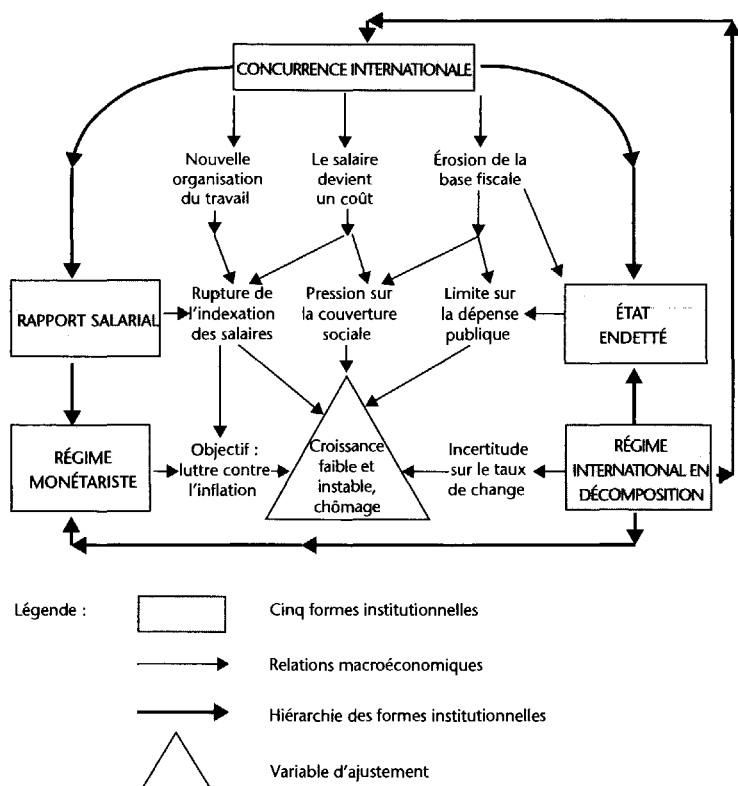 CONCURRENCE INTERNATIONALE
Nouvelle
organisation
du travail
Le salaire
devient
un coût
Érosion de la
base fiscale
RAPPORT SALARIAL
Rupture de
l'indexation
des salaires
Pression sur
la couverture
sociale
Limite sur
la dépense
publique
ÉTAT
ENDETTÉ
RÉGIME
MONÉTARISTE
Objectif :
luttre contre
l'inflation
Croissance
faible et
instable,
chômage
Incertitude
sur le taux
de change
RÉGIME
INTERNATIONAL EN
DÉCOMPOSITION
Légende :
Cinq formes institutionnelles
Relations macroéconomiques
Hiérarchie des formes institutionnelles
Variable d'ajustement